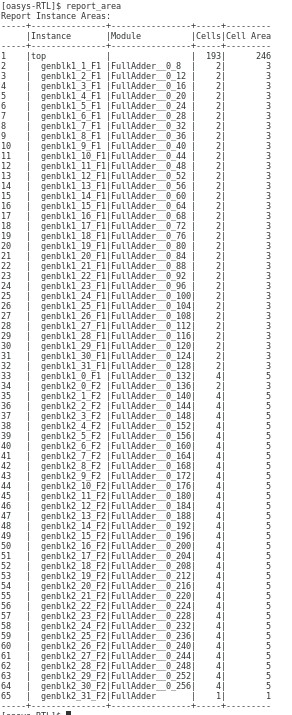 [oasys-RTL]$ report_area
Report Instance Areas:
-----+---------------+-----------------+-----+---------
     |Instance       |Module           |Cells|Cell Area
-----+---------------+-----------------+-----+---------
1    |top            |                 |  193|      246
2    |  genblk1_1_F1 |FullAdder__0_8   |    2|        3
3    |  genblk1_2_F1 |FullAdder__0_12  |    2|        3
4    |  genblk1_3_F1 |FullAdder__0_16  |    2|        3
5    |  genblk1_4_F1 |FullAdder__0_20  |    2|        3
6    |  genblk1_5_F1 |FullAdder__0_24  |    2|        3
7    |  genblk1_6_F1 |FullAdder__0_28  |    2|        3
8    |  genblk1_7_F1 |FullAdder__0_32  |    2|        3
9    |  genblk1_8_F1 |FullAdder__0_36  |    2|        3
10   |  genblk1_9_F1 |FullAdder__0_40  |    2|        3
11   |  genblk1_10_F1|FullAdder__0_44  |    2|        3
12   |  genblk1_11_F1|FullAdder__0_48  |    2|        3
13   |  genblk1_12_F1|FullAdder__0_52  |    2|        3
14   |  genblk1_13_F1|FullAdder__0_56  |    2|        3
15   |  genblk1_14_F1|FullAdder__0_60  |    2|        3
16   |  genblk1_15_F1|FullAdder__0_64  |    2|        3
17   |  genblk1_16_F1|FullAdder__0_68  |    2|        3
18   |  genblk1_17_F1|FullAdder__0_72  |    2|        3
19   |  genblk1_18_F1|FullAdder__0_76  |    2|        3
20   |  genblk1_19_F1|FullAdder__0_80  |    2|        3
21   |  genblk1_20_F1|FullAdder__0_84  |    2|        3
22   |  genblk1_21_F1|FullAdder__0_88  |    2|        3
23   |  genblk1_22_F1|FullAdder__0_92  |    2|        3
24   |  genblk1_23_F1|FullAdder__0_96  |    2|        3
25   |  genblk1_24_F1|FullAdder__0_100 |    2|        3
26   |  genblk1_25_F1|FullAdder__0_104 |    2|        3
27   |  genblk1_26_F1|FullAdder__0_108 |    2|        3
28   |  genblk1_27_F1|FullAdder__0_112 |    2|        3
29   |  genblk1_28_F1|FullAdder__0_116 |    2|        3
30   |  genblk1_29_F1|FullAdder__0_120 |    2|        3
31   |  genblk1_30_F1|FullAdder__0_124 |    2|        3
32   |  genblk1_31_F1|FullAdder__0_128 |    2|        3
33   |  genblk1_0_F1 |FullAdder__0_132 |    4|        5
34   |  genblk2_0_F2 |FullAdder__0_136 |    2|        3
35   |  genblk2_1_F2 |FullAdder__0_140 |    4|        5
36   |  genblk2_2_F2 |FullAdder__0_144 |    4|        5
37   |  genblk2_3_F2 |FullAdder__0_148 |    4|        5
38   |  genblk2_4_F2 |FullAdder__0_152 |    4|        5
39   |  genblk2_5_F2 |FullAdder__0_156 |    4|        5
40   |  genblk2_6_F2 |FullAdder__0_160 |    4|        5
41   |  genblk2_7_F2 |FullAdder__0_164 |    4|        5
42   |  genblk2_8_F2 |FullAdder__0_168 |    4|        5
43   |  genblk2_9_F2 |FullAdder__0_172 |    4|        5
44   |  genblk2_10_F2|FullAdder__0_176 |    4|        5
45   |  genblk2_11_F2|FullAdder__0_180 |    4|        5
46   |  genblk2_12_F2|FullAdder__0_184 |    4|        5
47   |  genblk2_13_F2|FullAdder__0_188 |    4|        5
48   |  genblk2_14_F2|FullAdder__0_192 |    4|        5
49   |  genblk2_15_F2|FullAdder__0_196 |    4|        5
50   |  genblk2_16_F2|FullAdder__0_200 |    4|        5
51   |  genblk2_17_F2|FullAdder__0_204 |    4|        5
52   |  genblk2_18_F2|FullAdder__0_208 |    4|        5
53   |  genblk2_19_F2|FullAdder__0_212 |    4|        5
54   |  genblk2_20_F2|FullAdder__0_216 |    4|        5
55   |  genblk2_21_F2|FullAdder__0_220 |    4|        5
56   |  genblk2_22_F2|FullAdder__0_224 |    4|        5
57   |  genblk2_23_F2|FullAdder__0_228 |    4|        5
58   |  genblk2_24_F2|FullAdder__0_232 |    4|        5
59   |  genblk2_25_F2|FullAdder__0_236 |    4|        5
60   |  genblk2_26_F2|FullAdder__0_240 |    4|        5
61   |  genblk2_27_F2|FullAdder__0_244 |    4|        5
62   |  genblk2_28_F2|FullAdder__0_248 |    4|        5
63   |  genblk2_29_F2|FullAdder__0_252 |    4|        5
64   |  genblk2_30_F2|FullAdder__0_256 |    4|        5
65   |  genblk2_31_F2|FullAdder        |    1|        1
-----+---------------+-----------------+-----+---------
[oasys-RTL]$